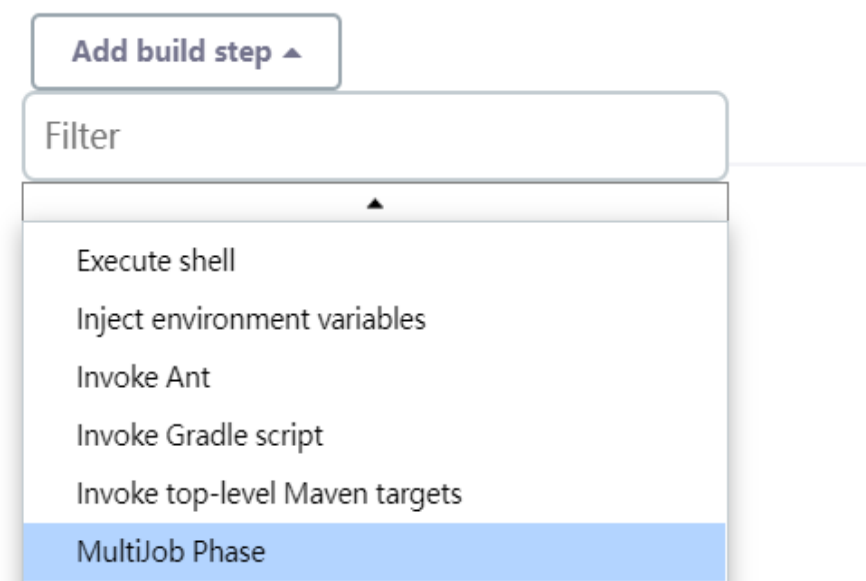 Add build step
Filter
Execute shell
Inject environment variables
Invoke Ant
Invoke Gradle script
Invoke top-level Maven targets
MultiJob Phase